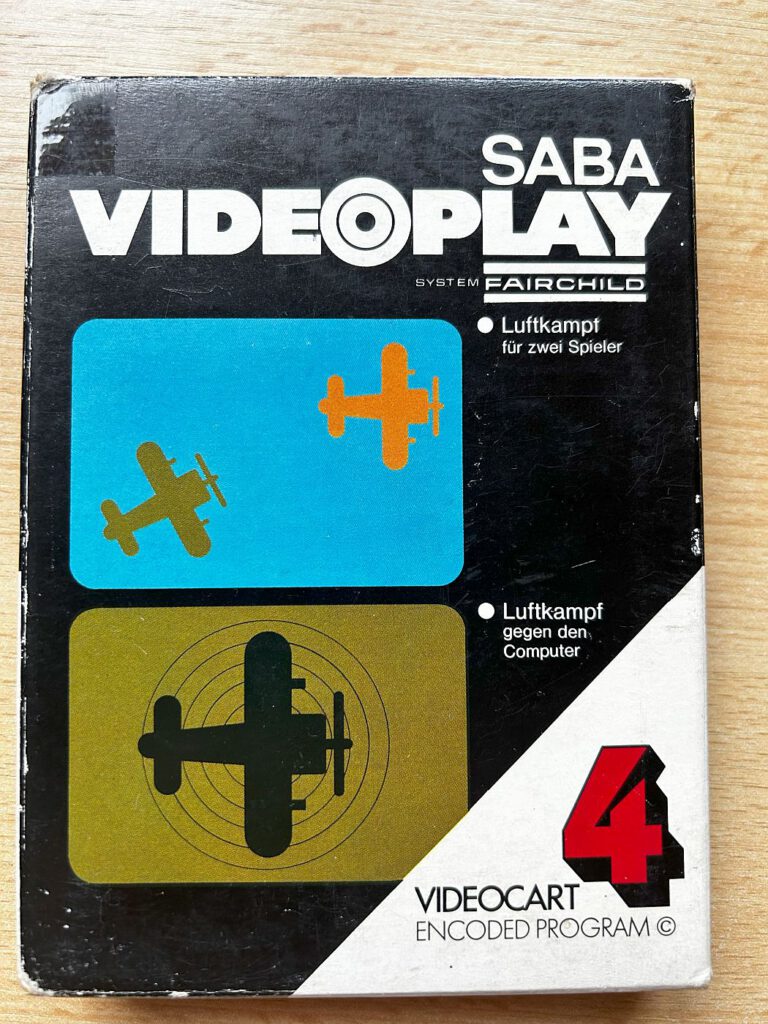 SABA
VIDEOPLAY
SYSTEM FAIRCHILD
Luftkampf
für zwei Spieler
Luftkampf
gegen den
Computer
4
VIDEOCART
ENCODED PROGRAM ©